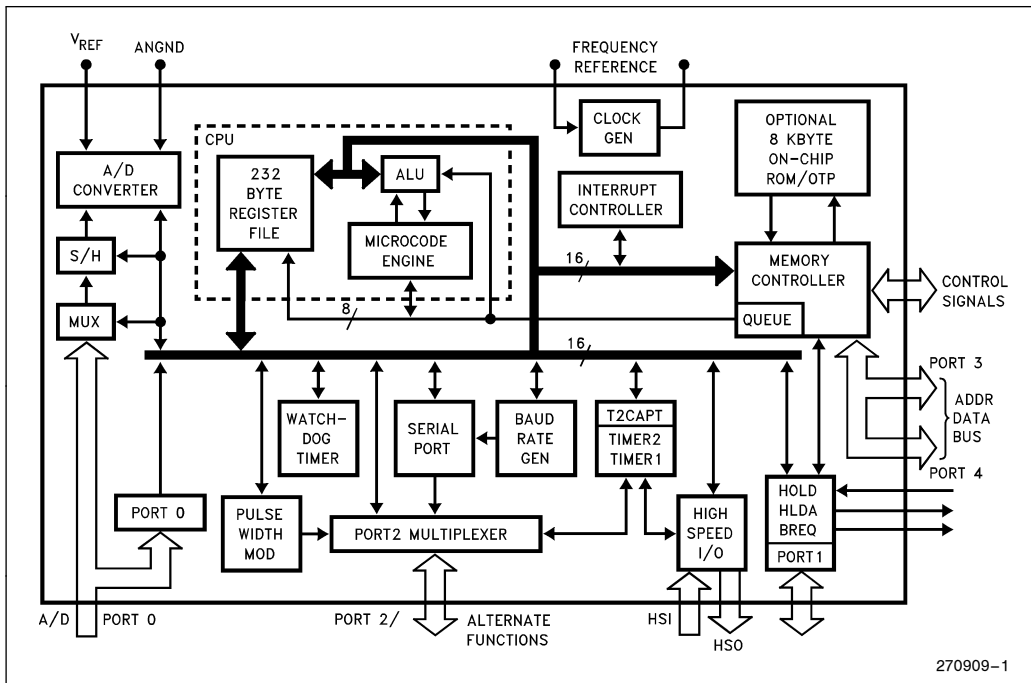 VREF
ANGND
FREQUENCY
REFERENCE
CPU
A/D
CONVERTER
S/H
MUX
232
BYTE
REGISTER
FILE
ALU
MICROCODE
ENGINE
CLOCK
GEN
INTERRUPT
CONTROLLER
OPTIONAL
8 KBYTE
ON-CHIP
ROM/OTP
16
MEMORY
CONTROLLER
QUEUE
CONTROL
SIGNALS
8
16
PORT 3
ADDR
DATA
BUS
PORT 4
WATCH-
DOG
TIMER
SERIAL
PORT
BAUD
RATE
GEN
T2CAPT
TIMER2
TIMER1
PORT 0
PULSE
WIDTH
MOD
PORT2 MULTIPLEXER
HIGH
SPEED
I/O
HOLD
HLDA
BREQ
PORT1
A/D
PORT 0
PORT 2/
ALTERNATE
FUNCTIONS
HSI
HSO
270909-1